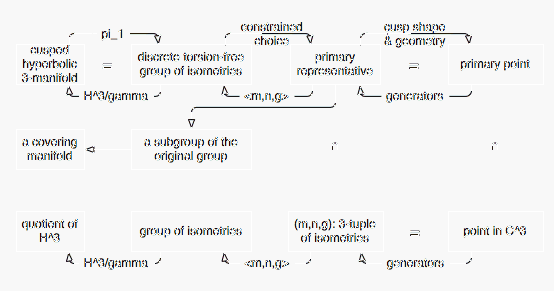 pi_1
constrained
choice
cusp shape
& geometry
cusped
hyperbolic
3-manifold
=
discrete torsion-free
group of isometries
primary
representative
=
primary point
H^3/gamma
<m,n,g>
generators
a covering
manifold
a subgroup of the
original group
quotient of
H^3
group of isometries
(m,n,g): 3-tuple
of isometries
=
point in C^3
H^3/gamma
<m,n,g>
generators